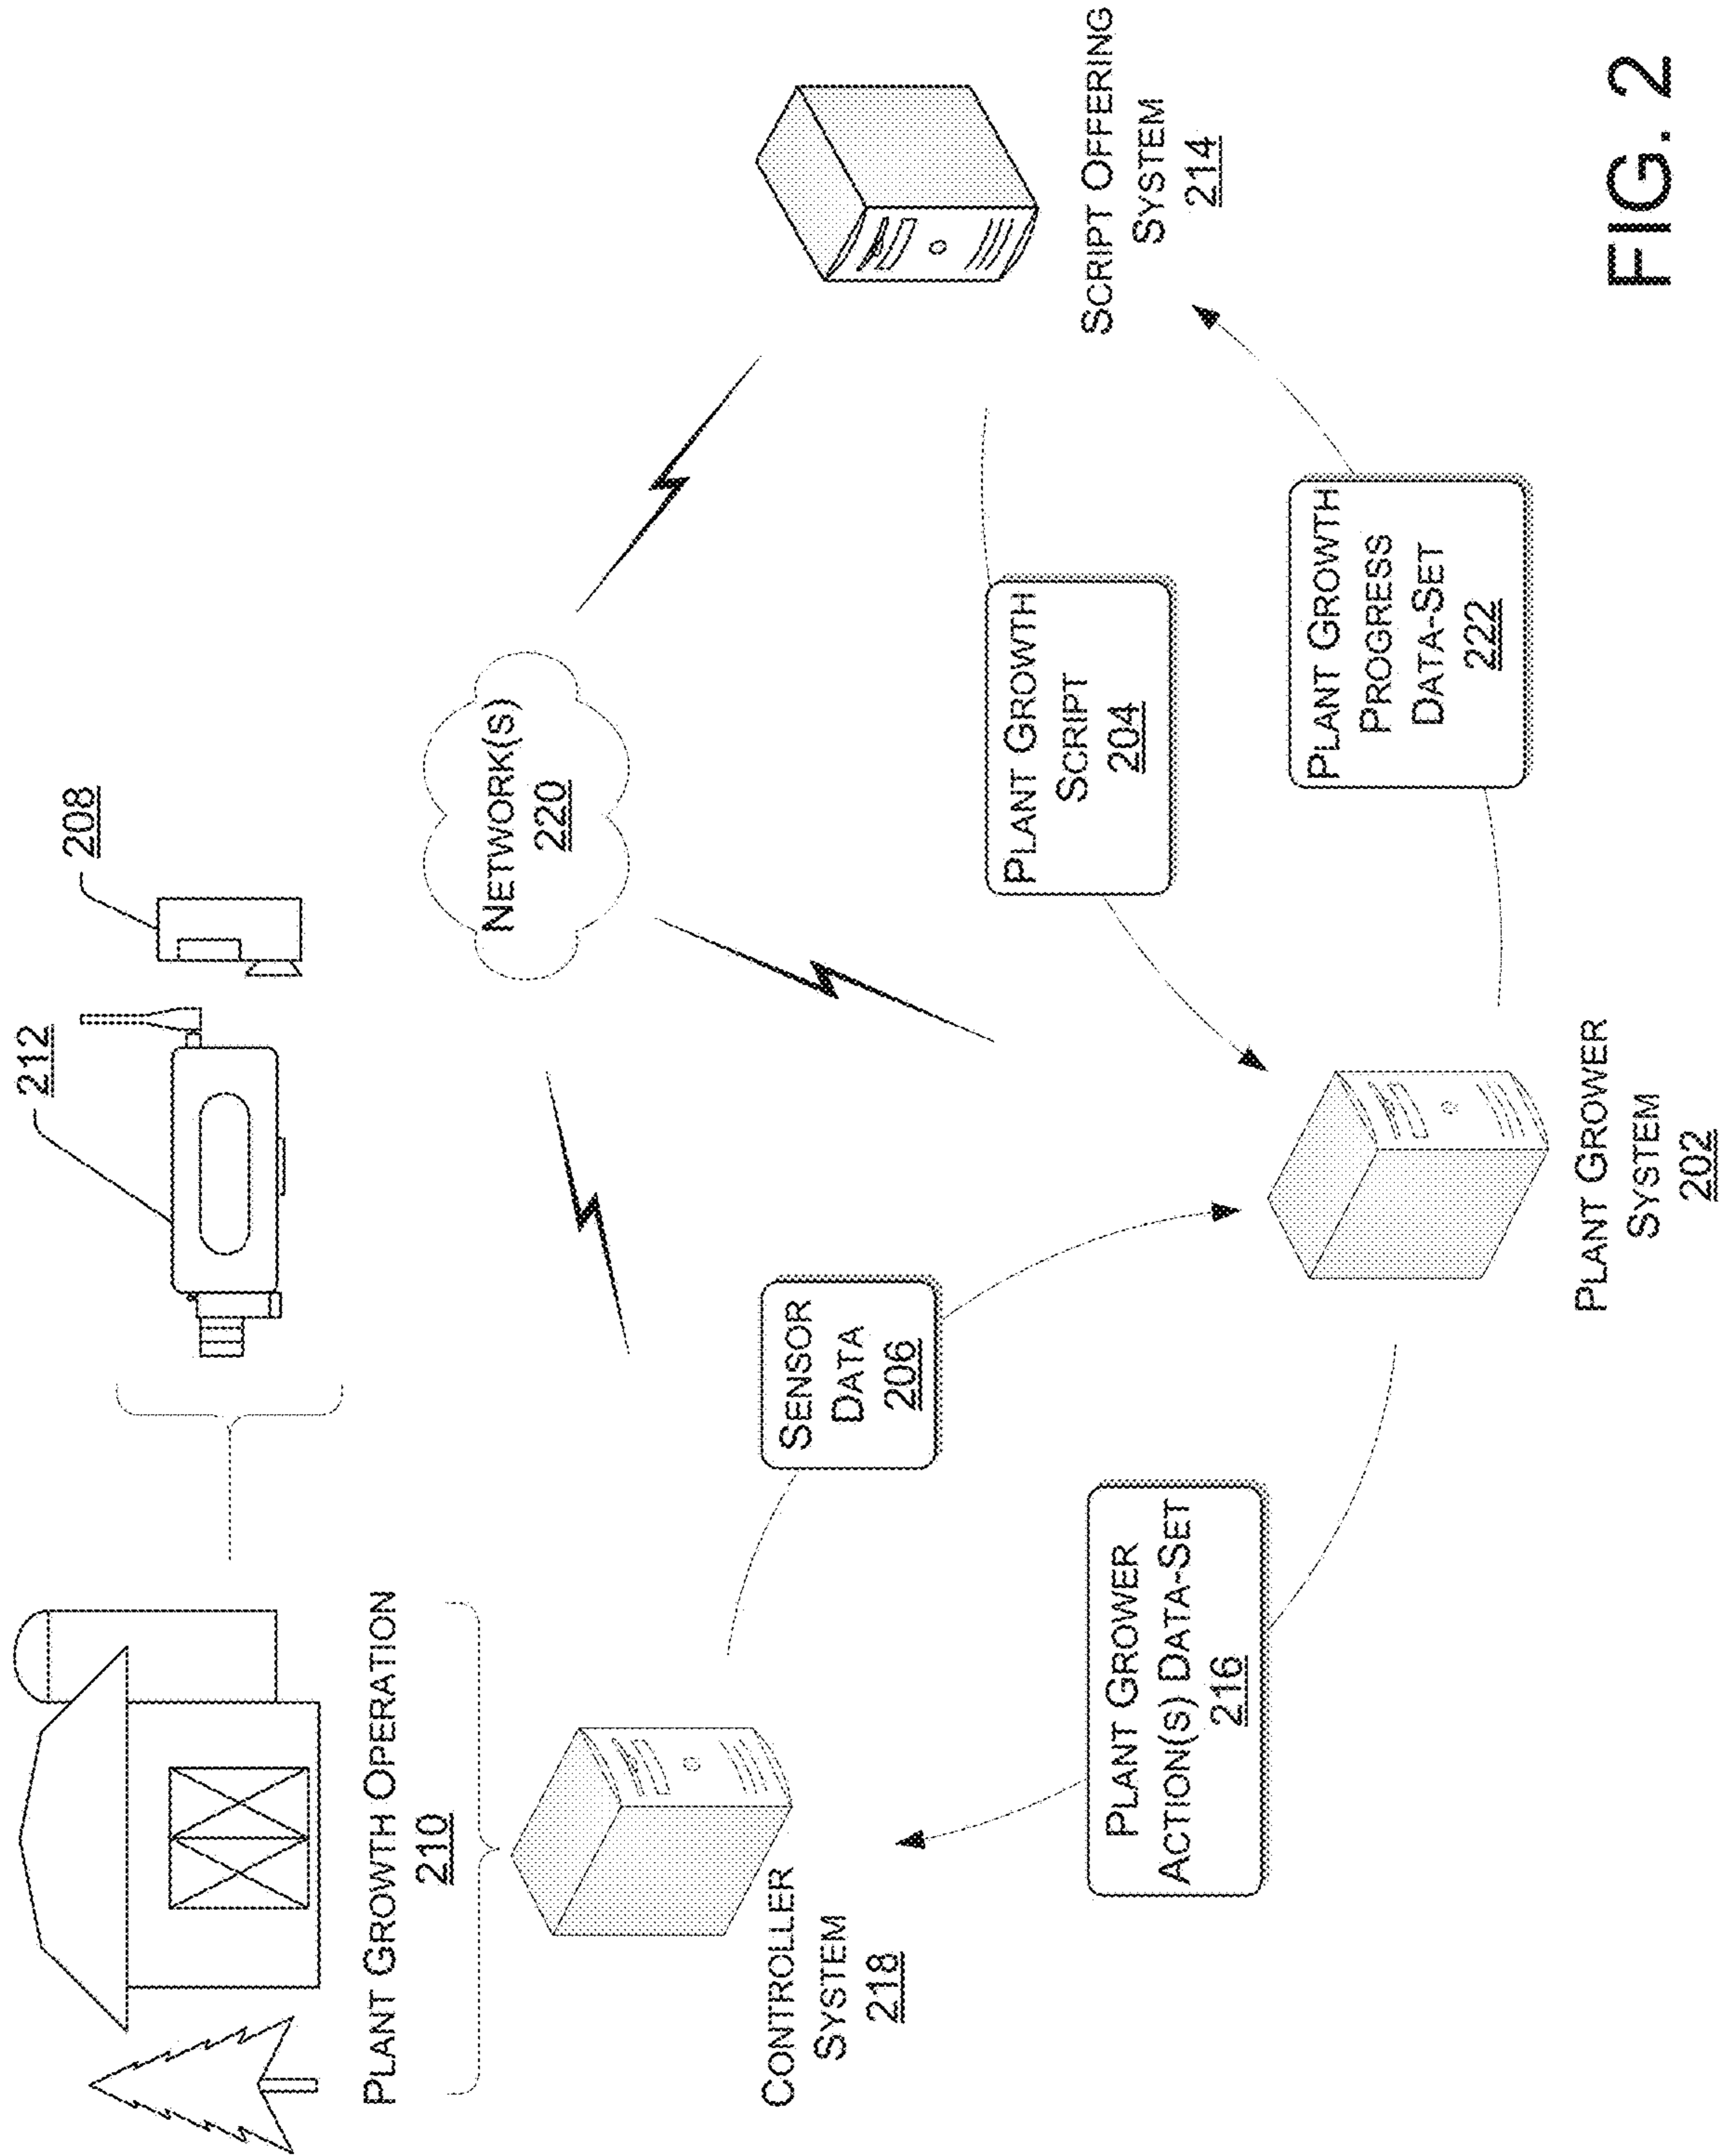 212
208
PLANT GROWTH OPERATION
210
NETWORK(S)
220
CONTROLLER
SYSTEM
218
SENSOR
DATA
206
SCRIPT OFFERING
SYSTEM
214
PLANT GROWTH
SCRIPT
204
PLANT GROWER
ACTION(S) DATA-SET
216
PLANT GROWTH
PROGRESS
DATA-SET
222
PLANT GROWER
SYSTEM
202
FIG. 2